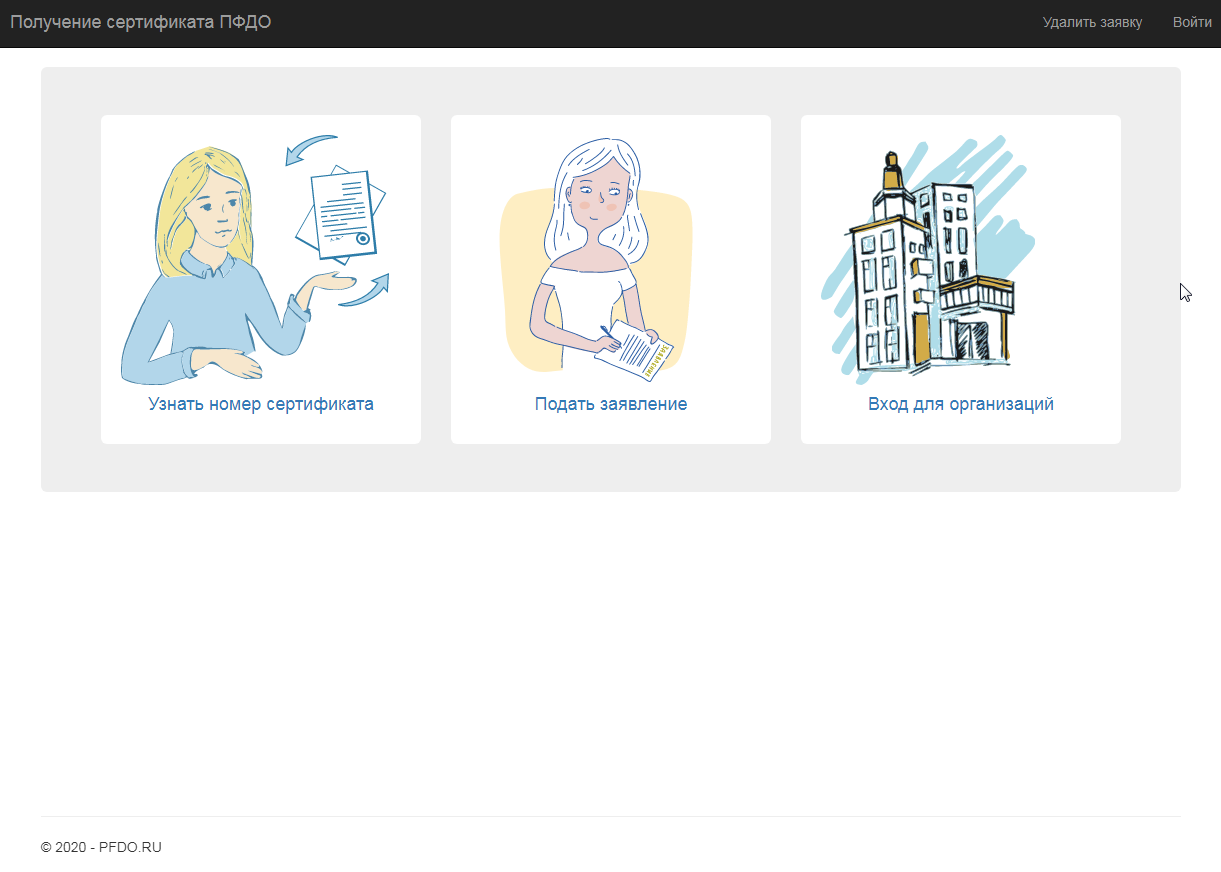 Получение сертификата ПФДО
Удалить заявку
Войти
Узнать номер сертификата
Подать заявление
Вход для организаций
© 2020 - PFDO.RU